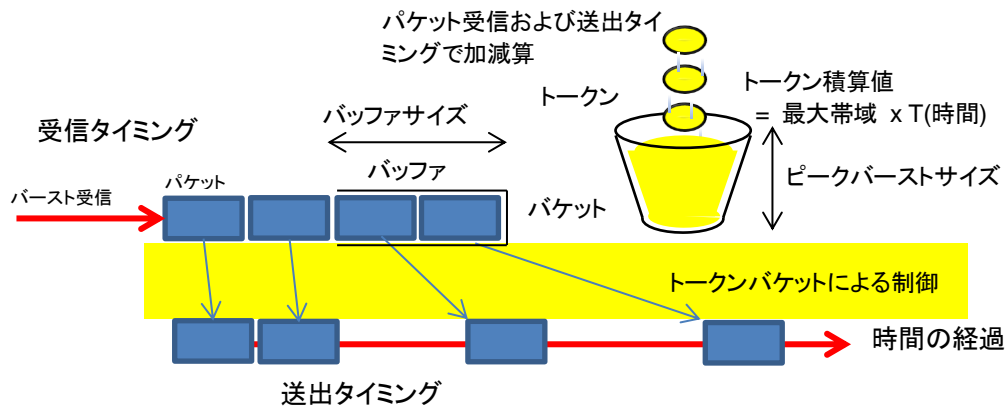 パケット受信および送出タイ
ミングで加減算
トークン
トークン積算値
= 最大帯域 x T(時間)
受信タイミング
バッファサイズ
バッファ
ピークバーストサイズ
バースト受信
パケット
バケット
トークンバケットによる制御
時間の経過
送出タイミング